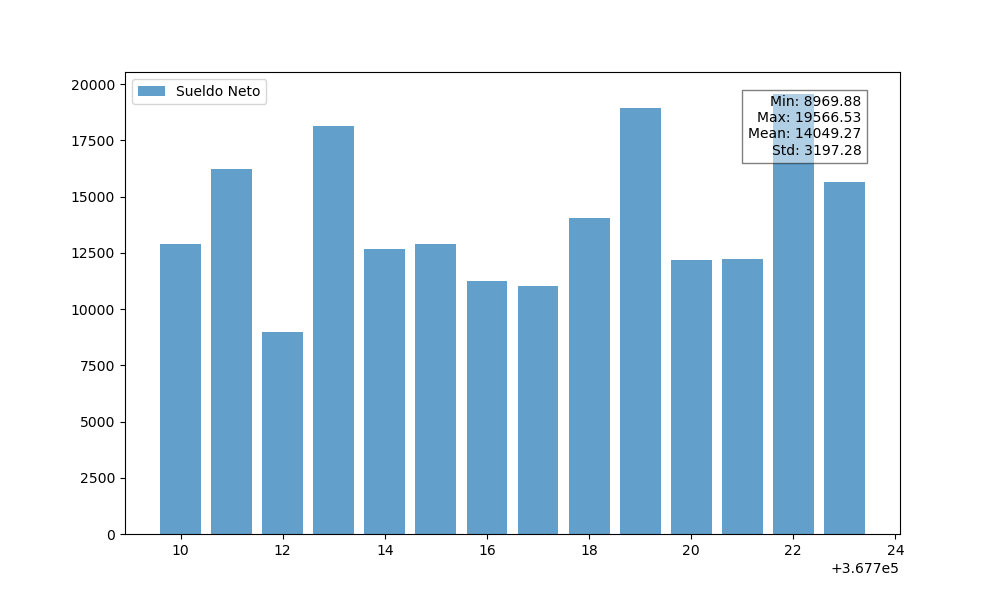 Sueldo Neto
Min: 8969.88
Max: 19566.53
Mean: 14049.27
Std: 3197.28
20000
17500
15000
12500
10000
7500
5000
2500
0
10 12 14 16 18 20 22 24
+3.677e5